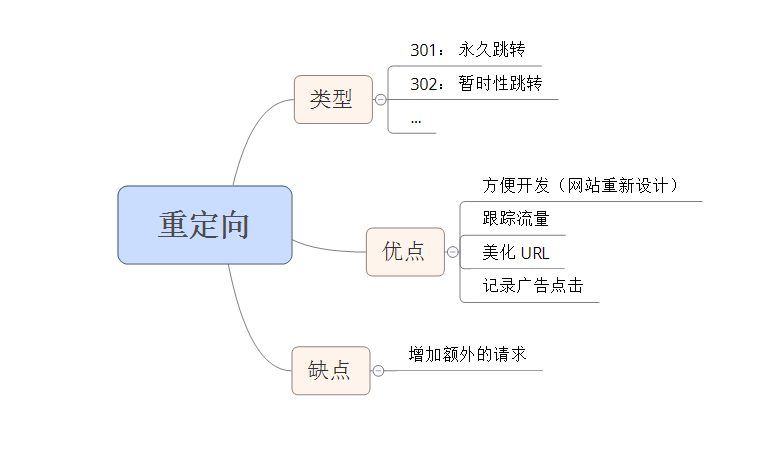 重定向
类型
301： 永久跳转
302： 暂时性跳转
...
优点
方便开发（网站重新设计）
跟踪流量
美化 URL
记录广告点击
缺点
增加额外的请求